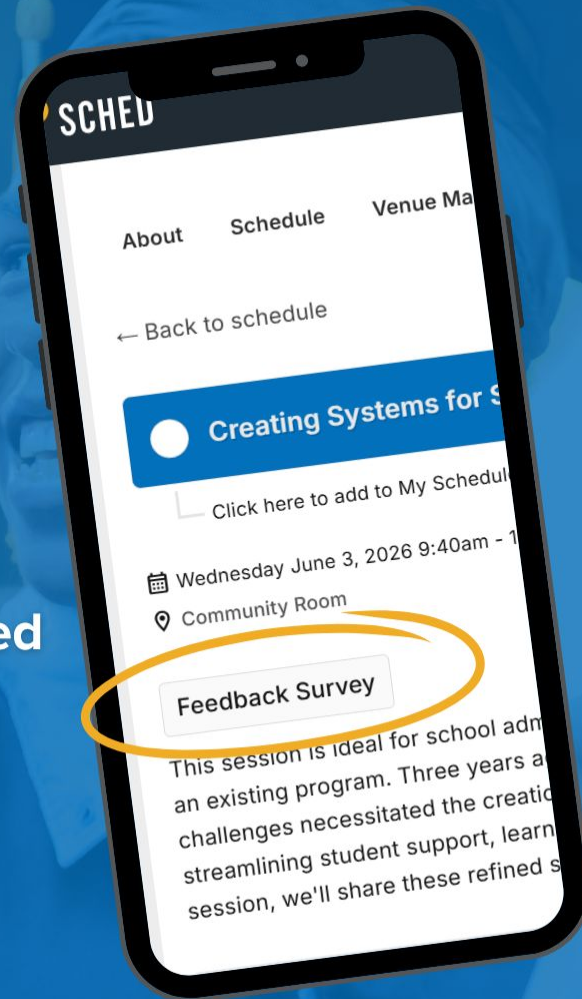 SCHED
About Schedule Venue Ma
← Back to schedule
Creating Systems for S
Click here to add to My Schedul
Wednesday June 3, 2026 9:40am - 1
Community Room
ed
Feedback Survey
This session is ideal for school adm
an existing program. Three years a
challenges necessitated the creatio
streamlining student support, learn
session, we'll share these refined s